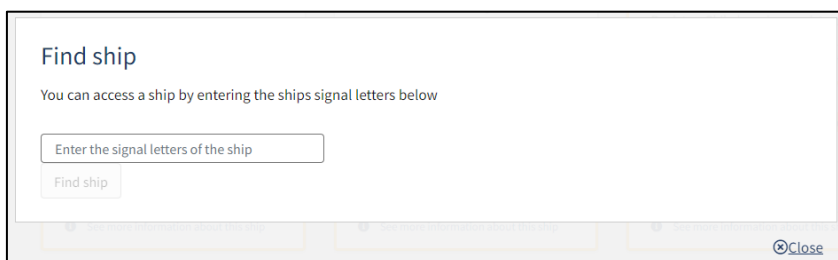 Find ship
You can access a ship by entering the ships signal letters below
Enter the signal letters of the ship
Find ship
See more information about this ship
See more information about this ship
See more information about this
Close